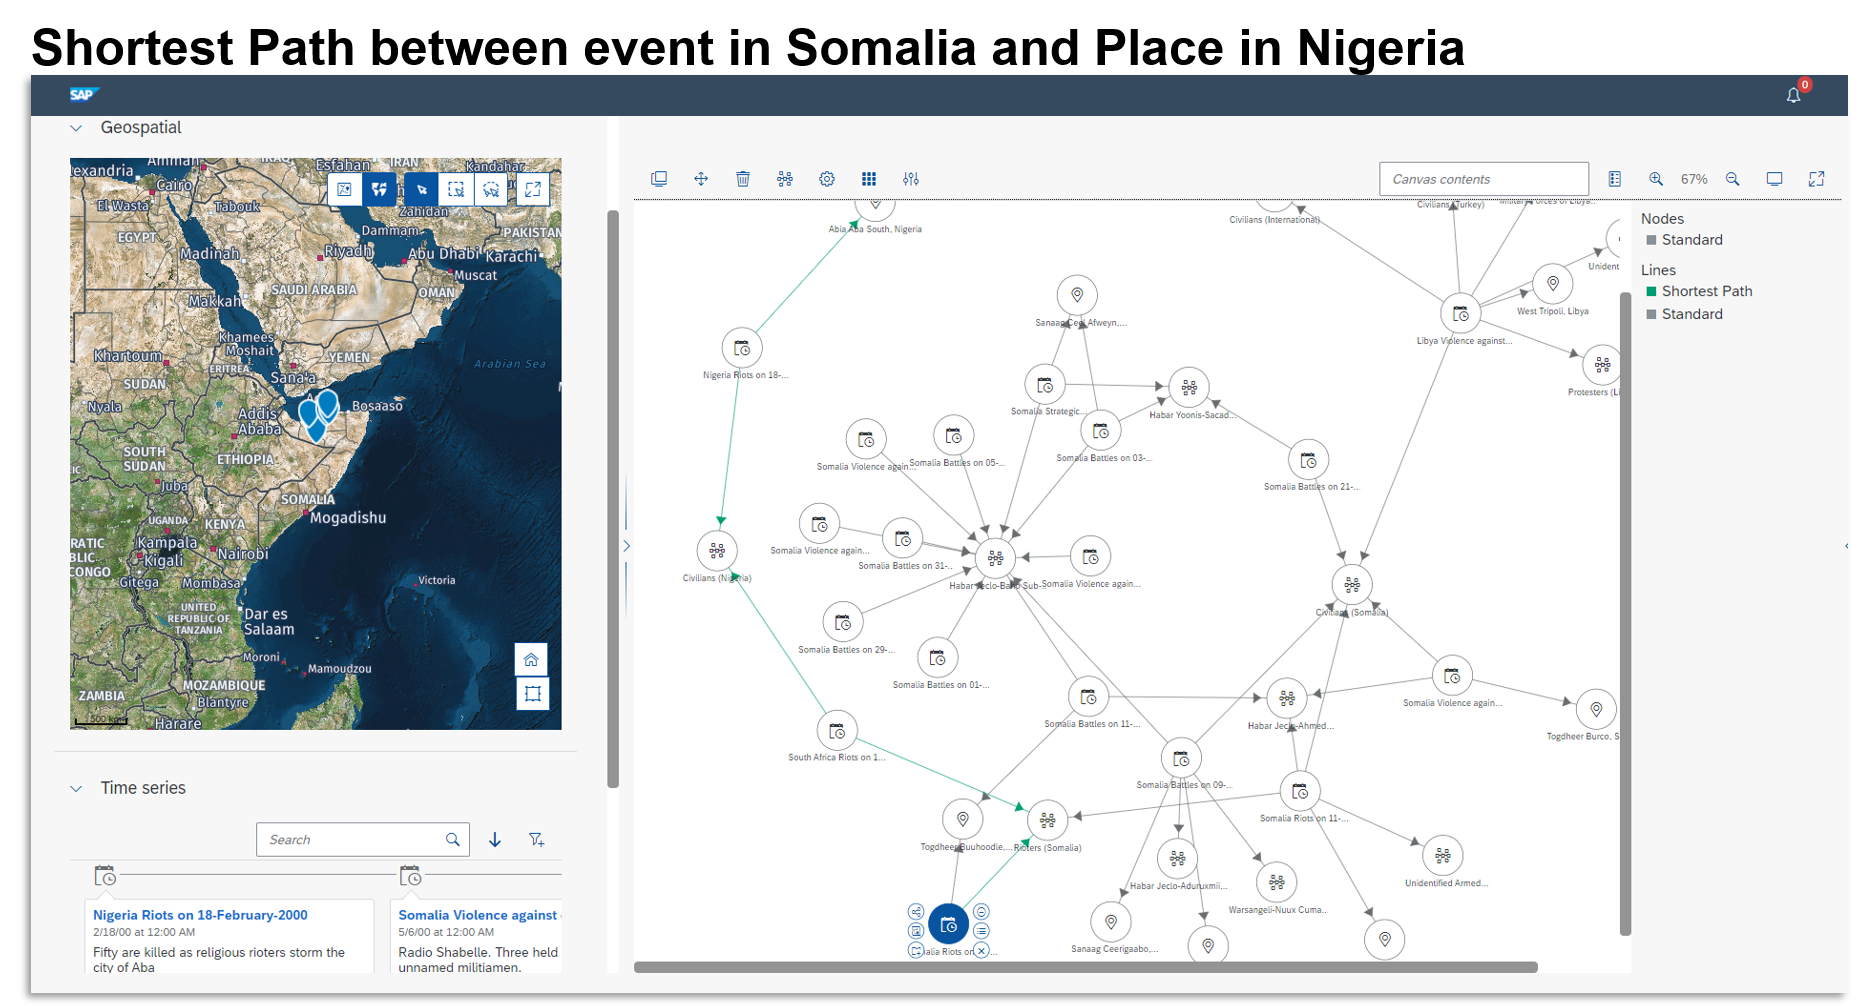 Shortest Path between event in Somalia and Place in Nigeria
SAP
0
Geospatial
Amman
Esfahan
IRAN
Kandahar
lexandria
Cairo
El Wasta
Tabouk
Zahidan
Dammam
PAKISTAN
EGYPT
Madinah
Riyadh
Abu Dhabi
Karachi
Muscat
SAUDI ARABIA
OMAN
Makkah
Khamees
Moshait
YEMEN
Arabian Sea
Khartoum
ERITREA
Sana'a
SUDAN
Nyala
Addis
Ababa
Bosaaso
SOUTH
SUDAN
ETHIOPIA
Juba
SOMALIA
UGANDA
KENYA
Mogadishu
RATIC
BLIC
CONGO
Kampala
Kigali
Nairobi
Gitega
Mombasa
Victoria
UNITED
REPUBLIC OF
TANZANIA
Dar es
Salaam
Moroni
Mamoudzou
ZAMBIA
MOZAMBIQUE
Blantyre
500 km
Harare
Time series
Search
Nigeria Riots on 18-February-2000
2/18/00 at 12:00 AM
Fifty are killed as religious rioters storm the
city of Aba
Somalia Violence against
5/6/00 at 12:00 AM
Radio Shabelle. Three held
unnamed militiamen.
Canvas contents
67%
Abia Aba South, Nigeria
Civilians (International)
Civilians (Turkey)
Military Forces of Libya...
Unident
Sanaag Ceel Afweyn,...
West Tripoli, Libya
Libya Violence against...
Nigeria Riots on 18-...
Protesters (Li
Somalia Strategic...
Habar Yoonis-Sacad...
Somalia Violence again...
Somalia Battles on 05-...
Somalia Battles on 03-...
Somalia Battles on 21-...
Somalia Violence again...
Somalia Battles on 31-...
Civilians (Nigeria)
Habar Jeclo-Bahro Sub-...
Somalia Violence again...
Civilians (Somalia)
Somalia Battles on 29-...
Somalia Battles on 01-...
Somalia Battles on 11-...
Habar Jeclo-Ahmed...
Somalia Violence again...
Togdheer Burco, S
South Africa Riots on 1...
Somalia Battles on 09-...
Somalia Riots on 11-...
Togdheer Buuhoodle,...
Rioters (Somalia)
Habar Jeclo-Aduruxmii...
Warsangeli-Nuux Cuma...
Unidentified Armed...
Sanaag Ceerigaabo,...
alia Riots on
Nodes
Standard
Lines
Shortest Path
Standard